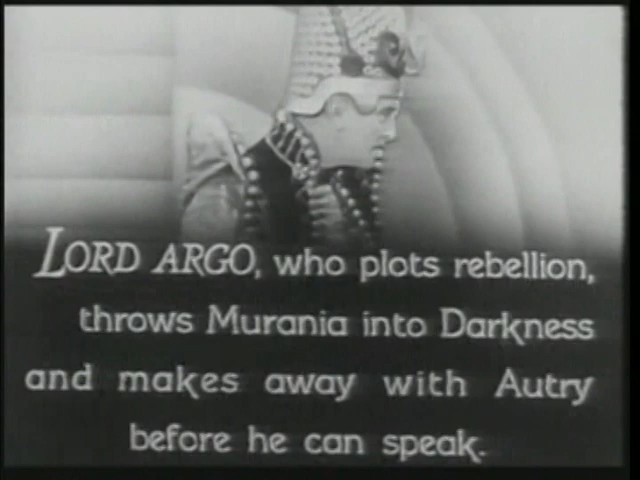 LORD ARGO, who plots rebellion,
throws Murania into Darkness
and makes away with Autry
before he can speak.